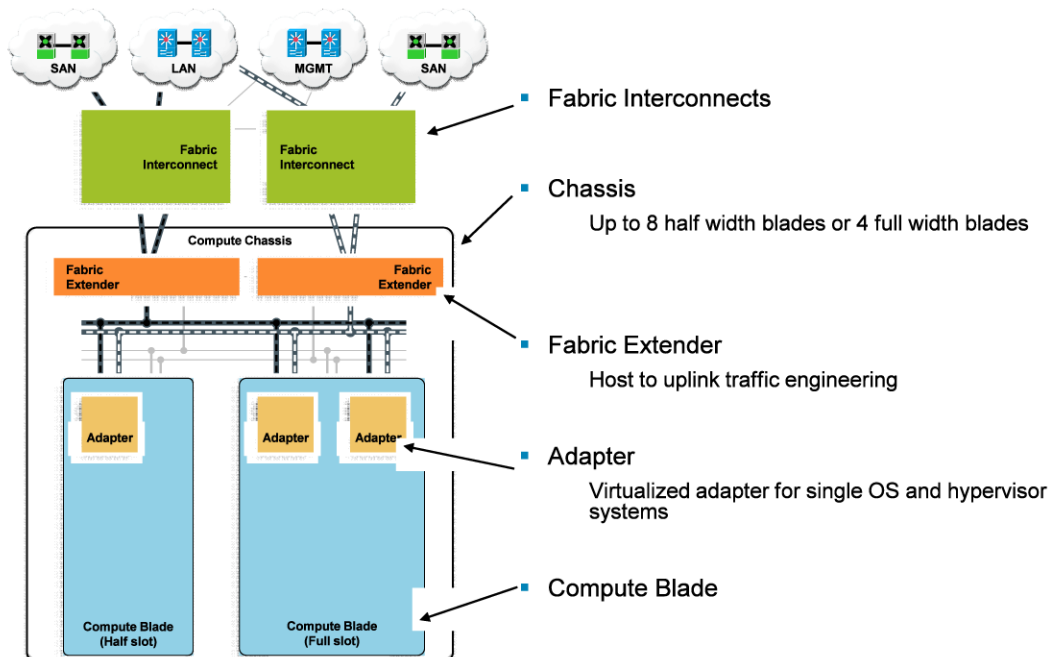 SAN
LAN
MGMT
SAN
Fabric
Interconnect
Fabric
Interconnect
Compute Chassis
Fabric
Extender
Fabric
Extender
Adapter
Adapter
Adapter
Compute Blade
(Half slot)
Compute Blade
(Full slot)
Fabric Interconnects
Chassis
Up to 8 half width blades or 4 full width blades
Fabric Extender
Host to uplink traffic engineering
Adapter
Virtualized adapter for single OS and hypervisor
systems
Compute Blade